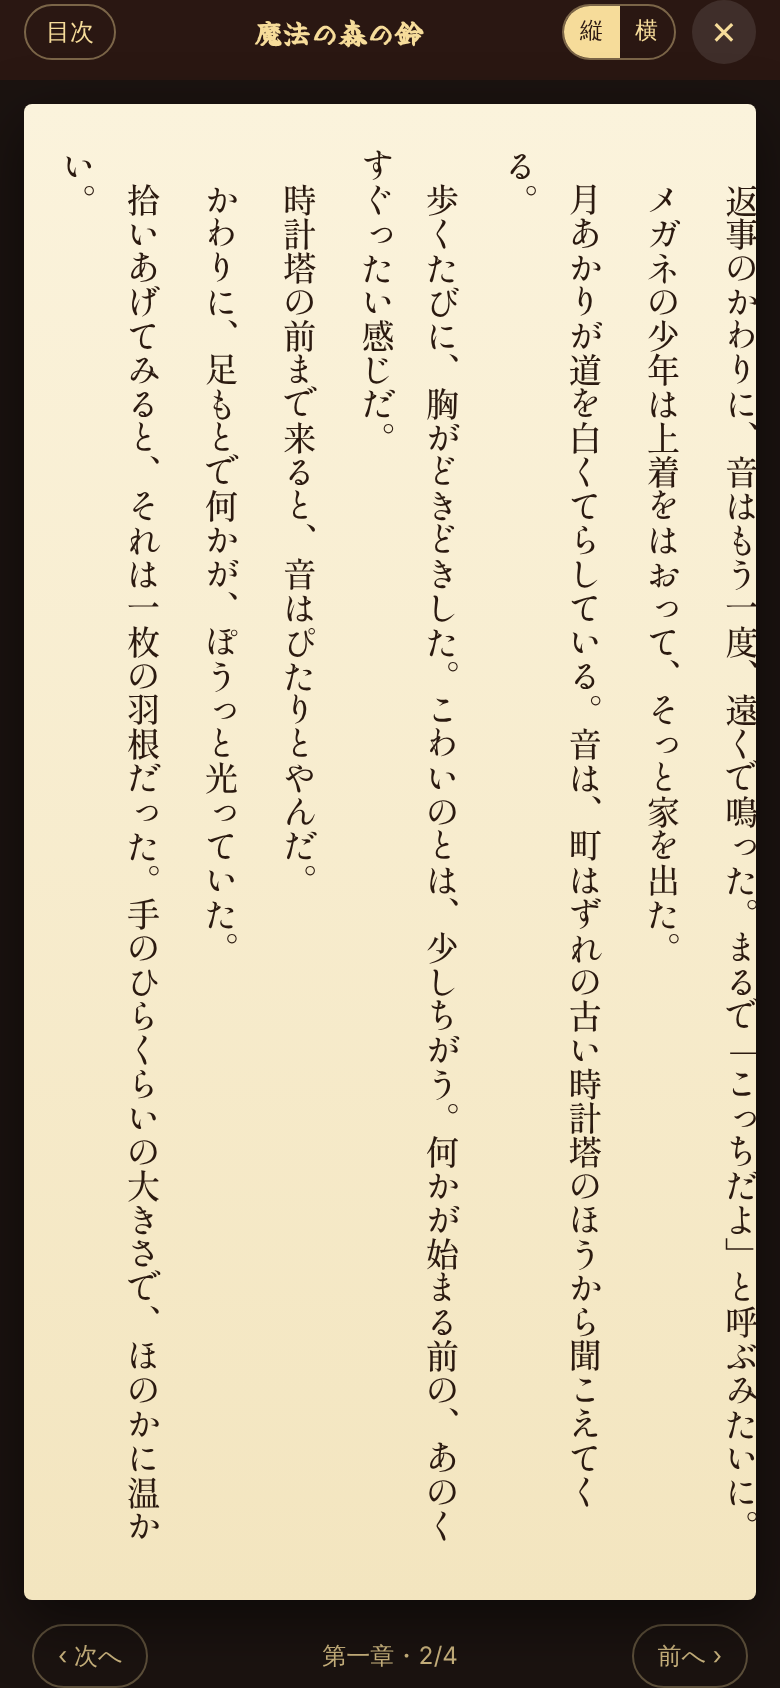 目次
魔法の森の鈴
縦
横
×
返事のかわりに、音はもう一度、遠くで鳴った。まるで「こっちだよ」と呼ぶみたいに。
メガネの少年は上着をはおって、そっと家を出た。
月あかりが道を白くてらしている。音は、町はずれの古い時計塔のほうから聞こえてく
る。
歩くたびに、胸がどきどきした。こわいのとは、少しちがう。何かが始まる前の、あのく
すぐったい感じだ。
時計塔の前まで来ると、音はぴたりとやんだ。
かわりに、足もとで何かが、ぽうっと光っていた。
拾いあげてみると、それは一枚の羽根だった。手のひらくらいの大きさで、ほのかに温か
い。
‹ 次へ
第一章・2/4
前へ ›